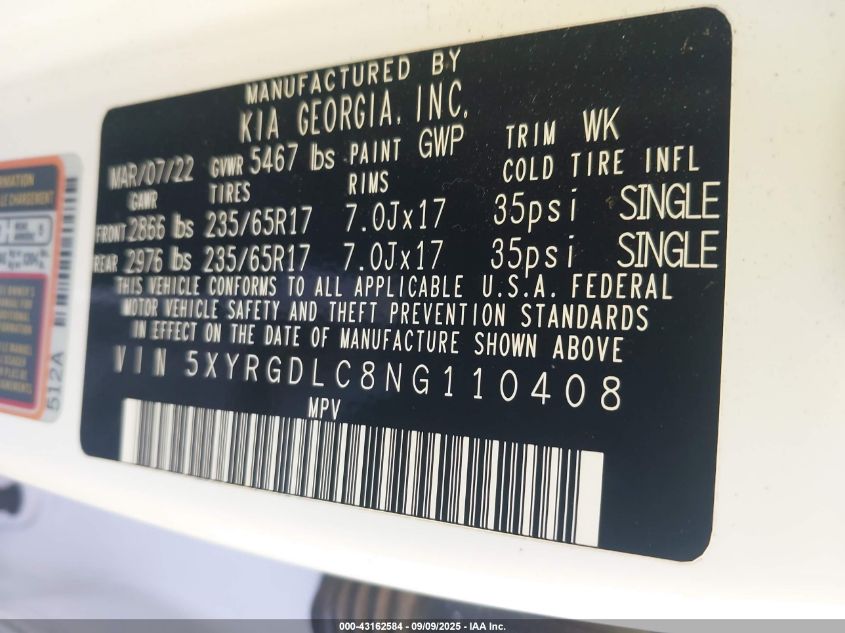 MANUFACTURED BY
KIA GEORGIA, INC.
MAR/07/22 GVWR 5467 lbs PAINT GWP TRIM WK
GAWR TIRES RIMS COLD TIRE INFL
FRONT 2866 lbs 235/65R17 7.0Jx17 35psi SINGLE
REAR 2976 lbs 235/65R17 7.0Jx17 35psi SINGLE
THIS VEHICLE CONFORMS TO ALL APPLICABLE U.S.A. FEDERAL
MOTOR VEHICLE SAFETY AND THEFT PREVENTION STANDARDS
IN EFFECT ON THE DATE OF MANUFACTURE SHOWN ABOVE
VIN 5XYRGDLC8NG110408
MPV
512A
000-43162584 - 09/09/2025 - IAA Inc.